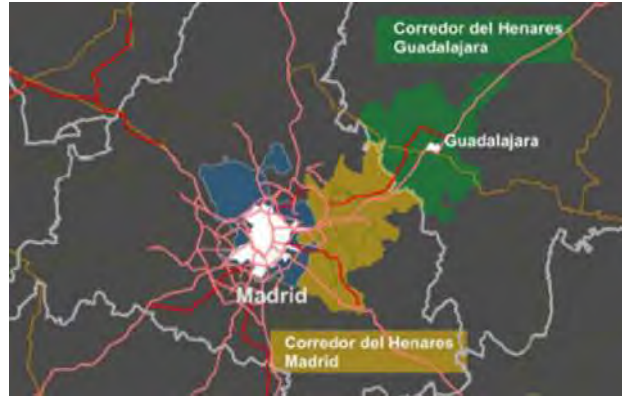 Corredor del Henares
Guadalajara
Guadalajara
Madrid
Corredor del Henares
Madrid